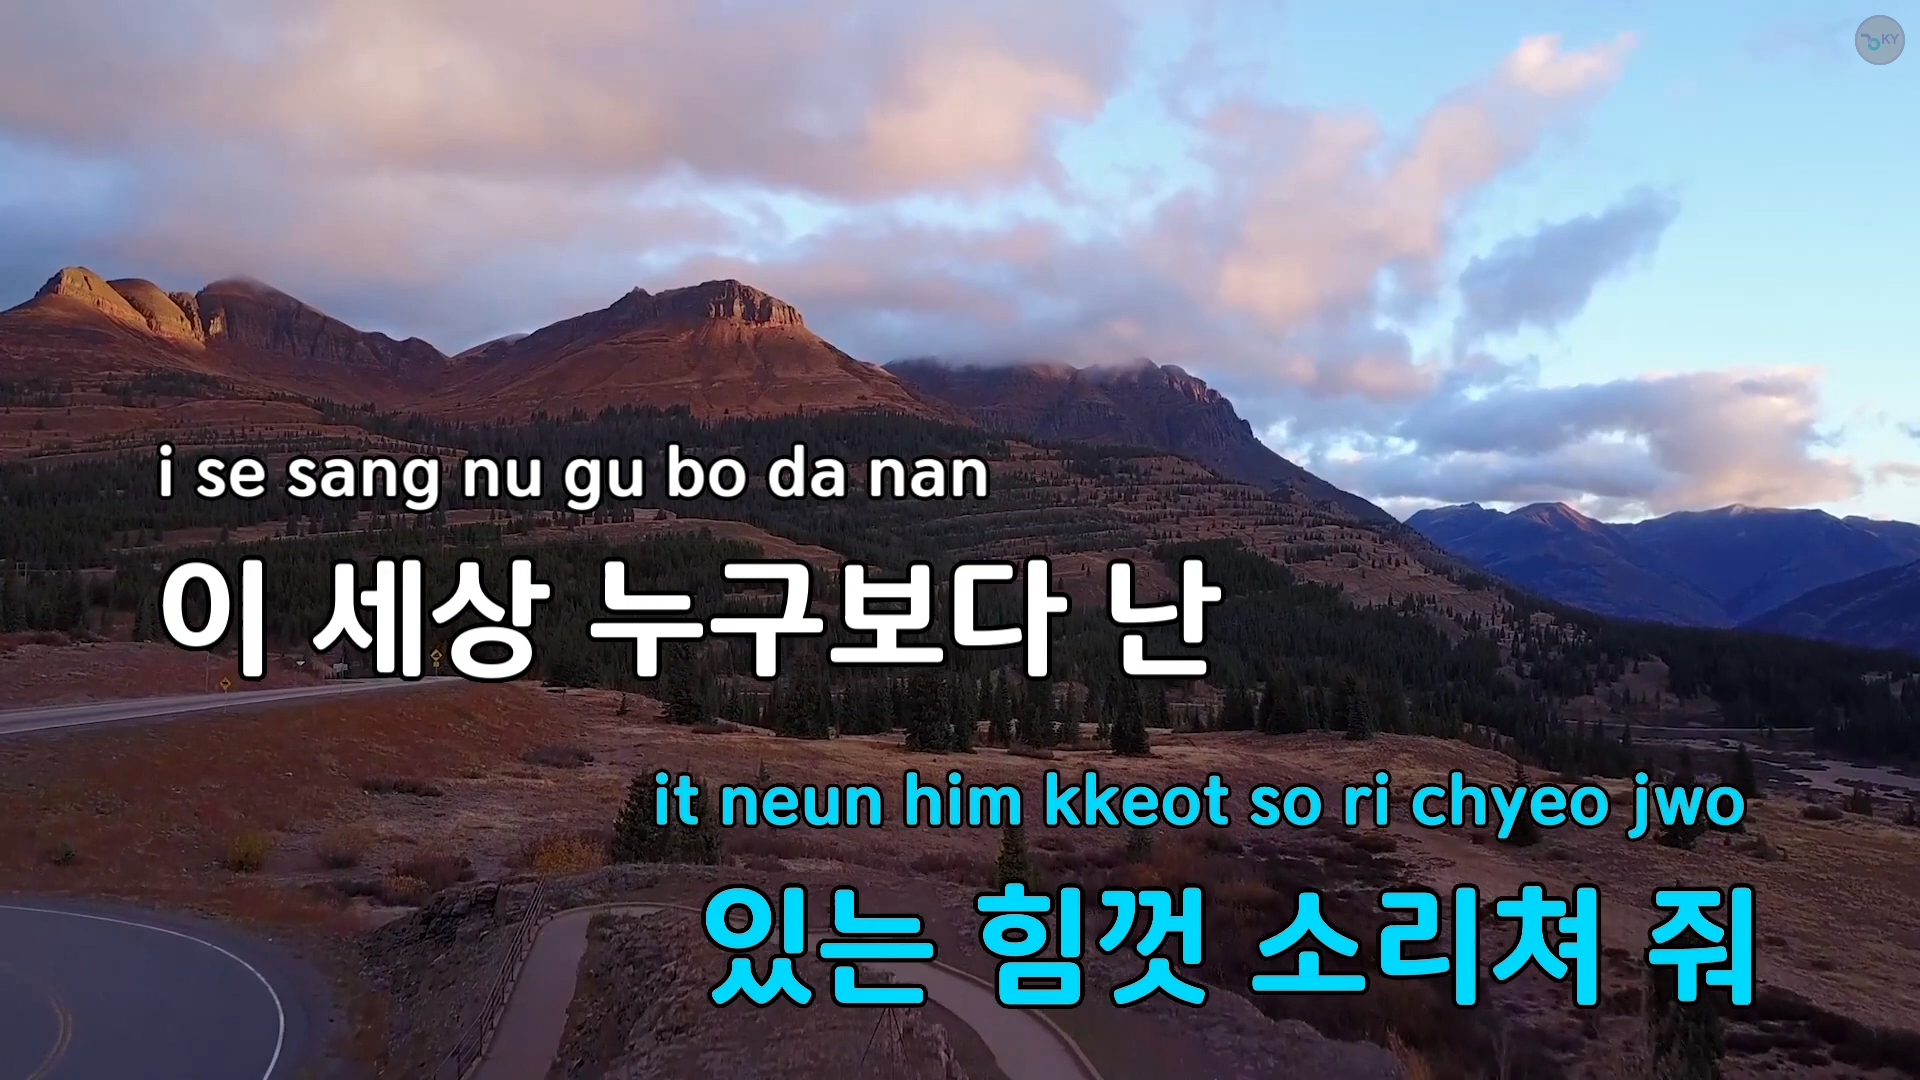 KY
i se sang nu gu bo da nan
이 세상 누구보다 난
it neun him kkeot so ri chyeo jwo
있는 힘껏 소리쳐 줘